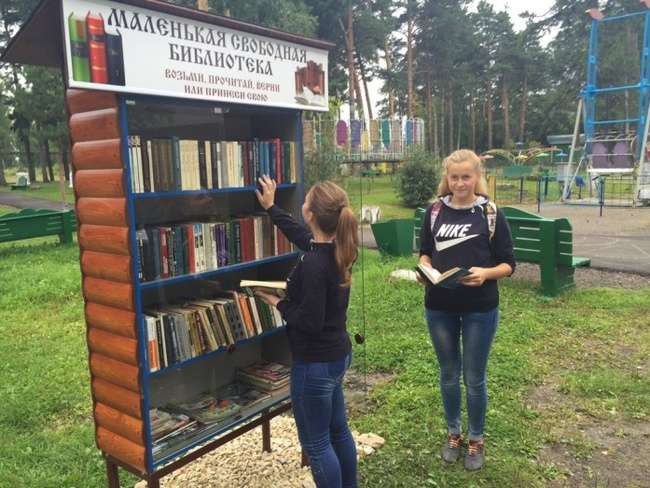 МАЛЕНЬКАЯ СВОБОДНАЯ
БИБЛИОТЕКА
ВОЗЬМИ, ПРОЧИТАЙ, ВЕРНИ
ИЛИ ПРИНЕСИ СВОЮ
NIKE